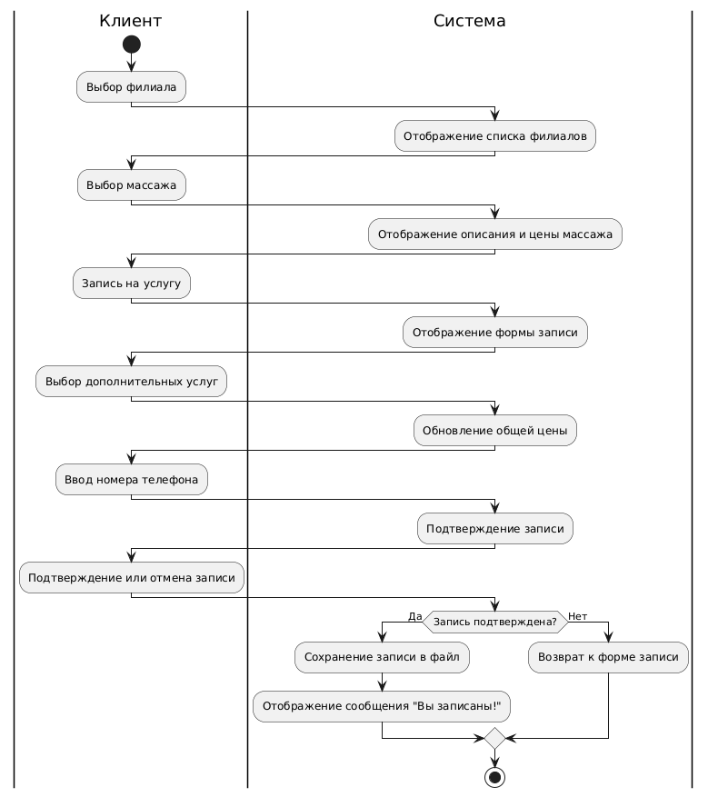 Клиент
Система
Выбор филиала
Отображение списка филиалов
Выбор массажа
Отображение описания и цены массажа
Запись на услугу
Отображение формы записи
Выбор дополнительных услуг
Обновление общей цены
Ввод номера телефона
Подтверждение записи
Подтверждение или отмена записи
Да
Запись подтверждена?
Нет
Сохранение записи в файл
Возврат к форме записи
Отображение сообщения "Вы записаны!"